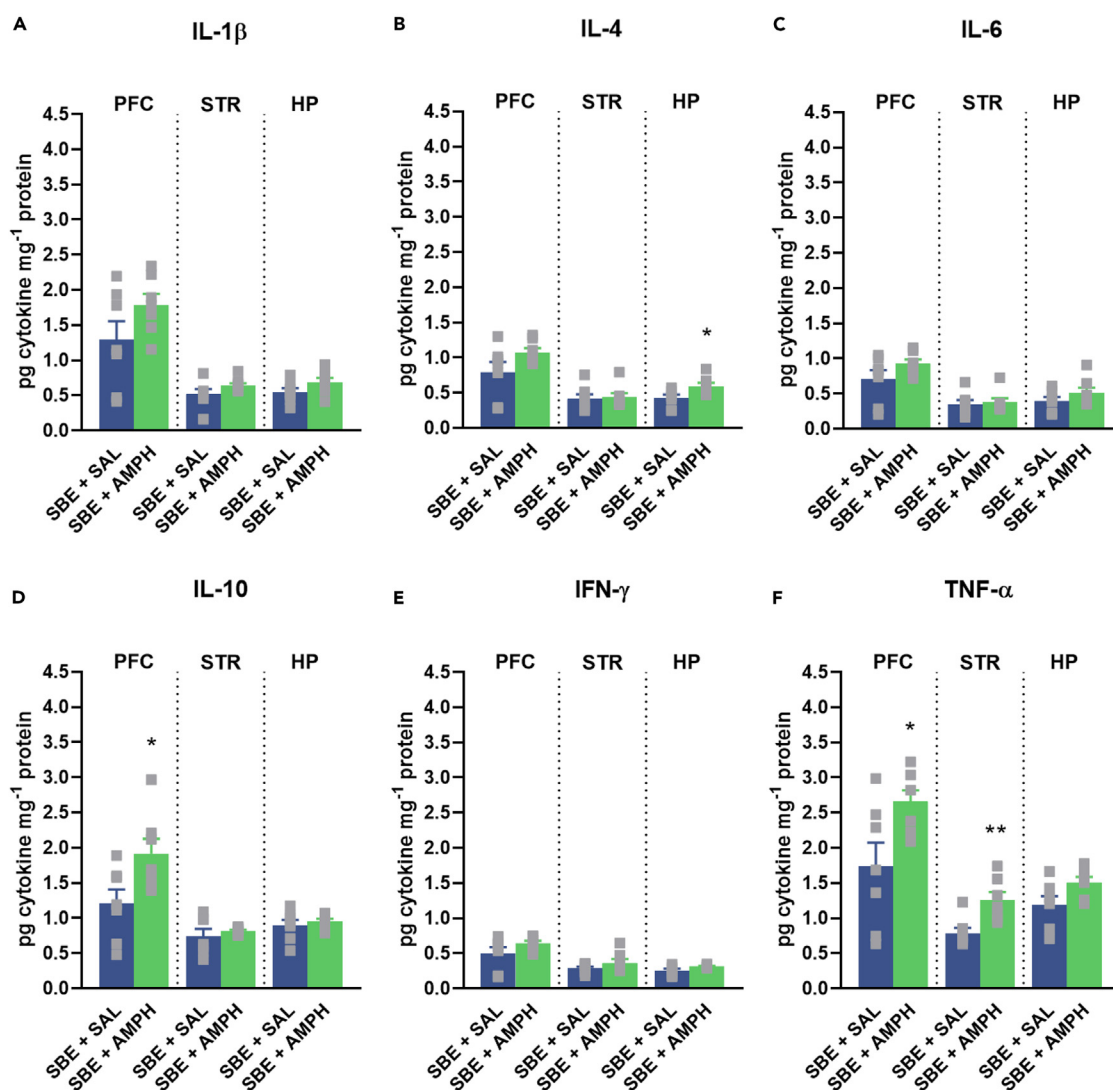 A
IL-1β
PFC STR HP
pg cytokine mg⁻¹ protein
4.5
4.0
3.5
3.0
2.5
2.0
1.5
1.0
0.5
0.0
SBE + SAL
SBE + AMPH
SBE + SAL
SBE + AMPH
SBE + SAL
SBE + AMPH
B
IL-4
PFC STR HP
pg cytokine mg⁻¹ protein
4.5
4.0
3.5
3.0
2.5
2.0
1.5
1.0
0.5
0.0
*
SBE + SAL
SBE + AMPH
SBE + SAL
SBE + AMPH
SBE + SAL
SBE + AMPH
C
IL-6
PFC STR HP
pg cytokine mg⁻¹ protein
4.5
4.0
3.5
3.0
2.5
2.0
1.5
1.0
0.5
0.0
SBE + SAL
SBE + AMPH
SBE + SAL
SBE + AMPH
SBE + SAL
SBE + AMPH
D
IL-10
PFC STR HP
pg cytokine mg⁻¹ protein
4.5
4.0
3.5
3.0
2.5
2.0
1.5
1.0
0.5
0.0
*
SBE + SAL
SBE + AMPH
SBE + SAL
SBE + AMPH
SBE + SAL
SBE + AMPH
E
IFN-γ
PFC STR HP
pg cytokine mg⁻¹ protein
4.5
4.0
3.5
3.0
2.5
2.0
1.5
1.0
0.5
0.0
SBE + SAL
SBE + AMPH
SBE + SAL
SBE + AMPH
SBE + SAL
SBE + AMPH
F
TNF-α
PFC STR HP
pg cytokine mg⁻¹ protein
4.5
4.0
3.5
3.0
2.5
2.0
1.5
1.0
0.5
0.0
*
**
SBE + SAL
SBE + AMPH
SBE + SAL
SBE + AMPH
SBE + SAL
SBE + AMPH